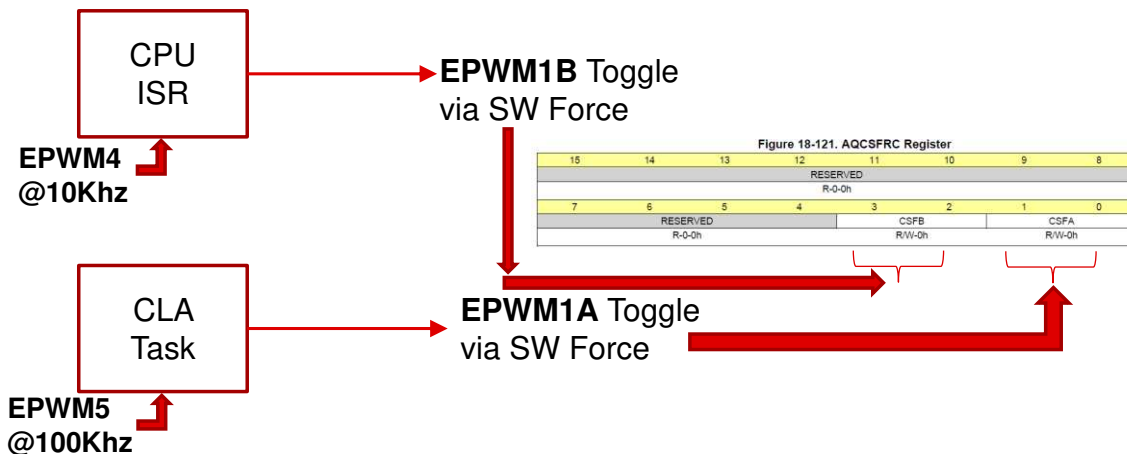 CPU
ISR
EPWM1B Toggle
via SW Force
EPWM4
@10Khz
Figure 18-121. AQCSFRC Register
15 14 13 12 11 10 9 8
RESERVED
R-0-0h
7 6 5 4 3 2 1 0
RESERVED CSFB CSFA
R-0-0h R/W-0h R/W-0h
CLA
Task
EPWM1A Toggle
via SW Force
EPWM5
@100Khz